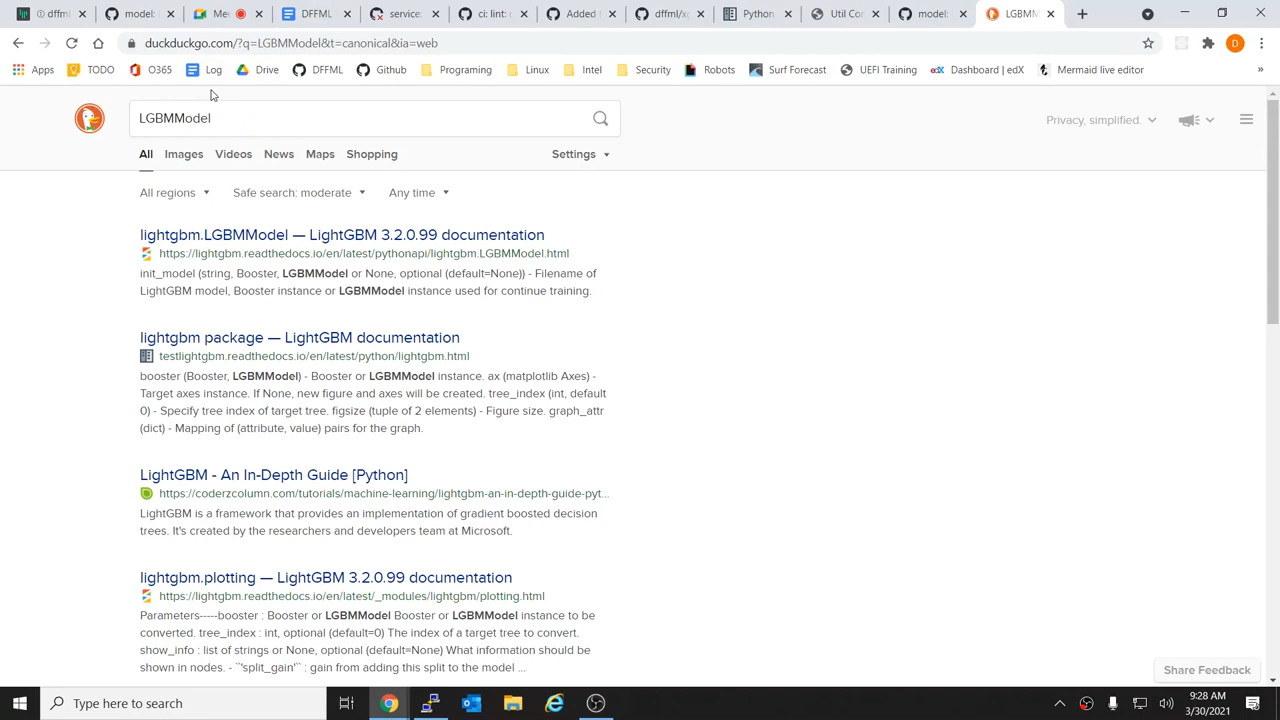 ① dffml
model:
Mee
DFFML
service:
ci: lint:
Added f
dffml/xg
Python
Util Con
model:
LGBMM
duckduckgo.com/?q=LGBMModel&t=canonical&ia=web
D
Apps
TODO
O365
Log
Drive
DFFML
Github
Programing
Linux
Intel
Security
Robots
Surf Forecast
UEFI Training
Dashboard | edX
Mermaid live editor
»
LGBMModel
Privacy, simplified.
All
Images
Videos
News
Maps
Shopping
Settings
All regions
Safe search: moderate
Any time
lightgbm.LGBMModel — LightGBM 3.2.0.99 documentation
https://lightgbm.readthedocs.io/en/latest/pythonapi/lightgbm.LGBMModel.html
init_model (string, Booster, LGBMModel or None, optional (default=None)) - Filename of
LightGBM model, Booster instance or LGBMModel instance used for continue training.
lightgbm package — LightGBM documentation
testlightgbm.readthedocs.io/en/latest/python/lightgbm.html
booster (Booster, LGBMModel) - Booster or LGBMModel instance. ax (matplotlib Axes) -
Target axes instance. If None, new figure and axes will be created. tree_index (int, default
0) - Specify tree index of target tree. figsize (tuple of 2 elements) - Figure size. graph_attr
(dict) - Mapping of (attribute, value) pairs for the graph.
LightGBM - An In-Depth Guide [Python]
https://coderzcolumn.com/tutorials/machine-learning/lightgbm-an-in-depth-guide-pyt...
LightGBM is a framework that provides an implementation of gradient boosted decision
trees. It's created by the researchers and developers team at Microsoft.
lightgbm.plotting — LightGBM 3.2.0.99 documentation
https://lightgbm.readthedocs.io/en/latest/_modules/lightgbm/plotting.html
Parameters-----booster : Booster or LGBMModel Booster or LGBMModel instance to be
converted. tree_index : int, optional (default=0) The index of a target tree to convert.
show_info : list of strings or None, optional (default=None) What information should be
shown in nodes. - ``'split_gain'`` : gain from adding this split to the model ...
Share Feedback
Type here to search
9:28 AM
3/30/2021